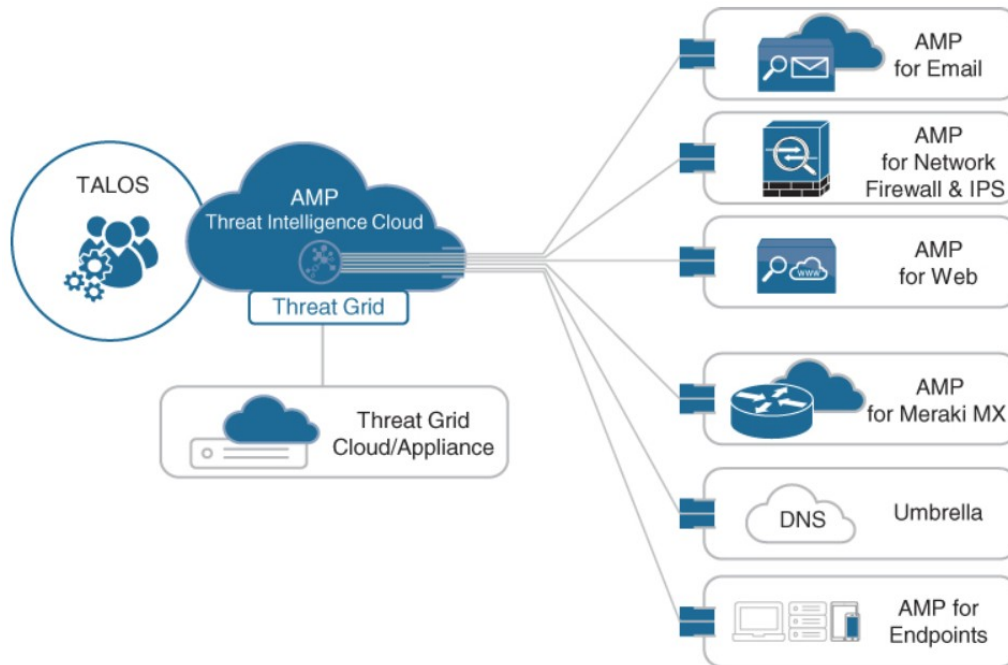 TALOS
AMP
Threat Intelligence Cloud
Threat Grid
Threat Grid
Cloud/Appliance
AMP
for Email
AMP
for Network
Firewall & IPS
WWW
AMP
for Web
AMP
for Meraki MX
DNS
Umbrella
AMP for
Endpoints